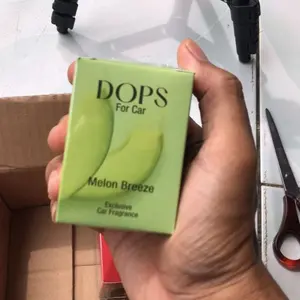 DOPS
For Car
Melon Breeze
Exclusive
Car Fragrance